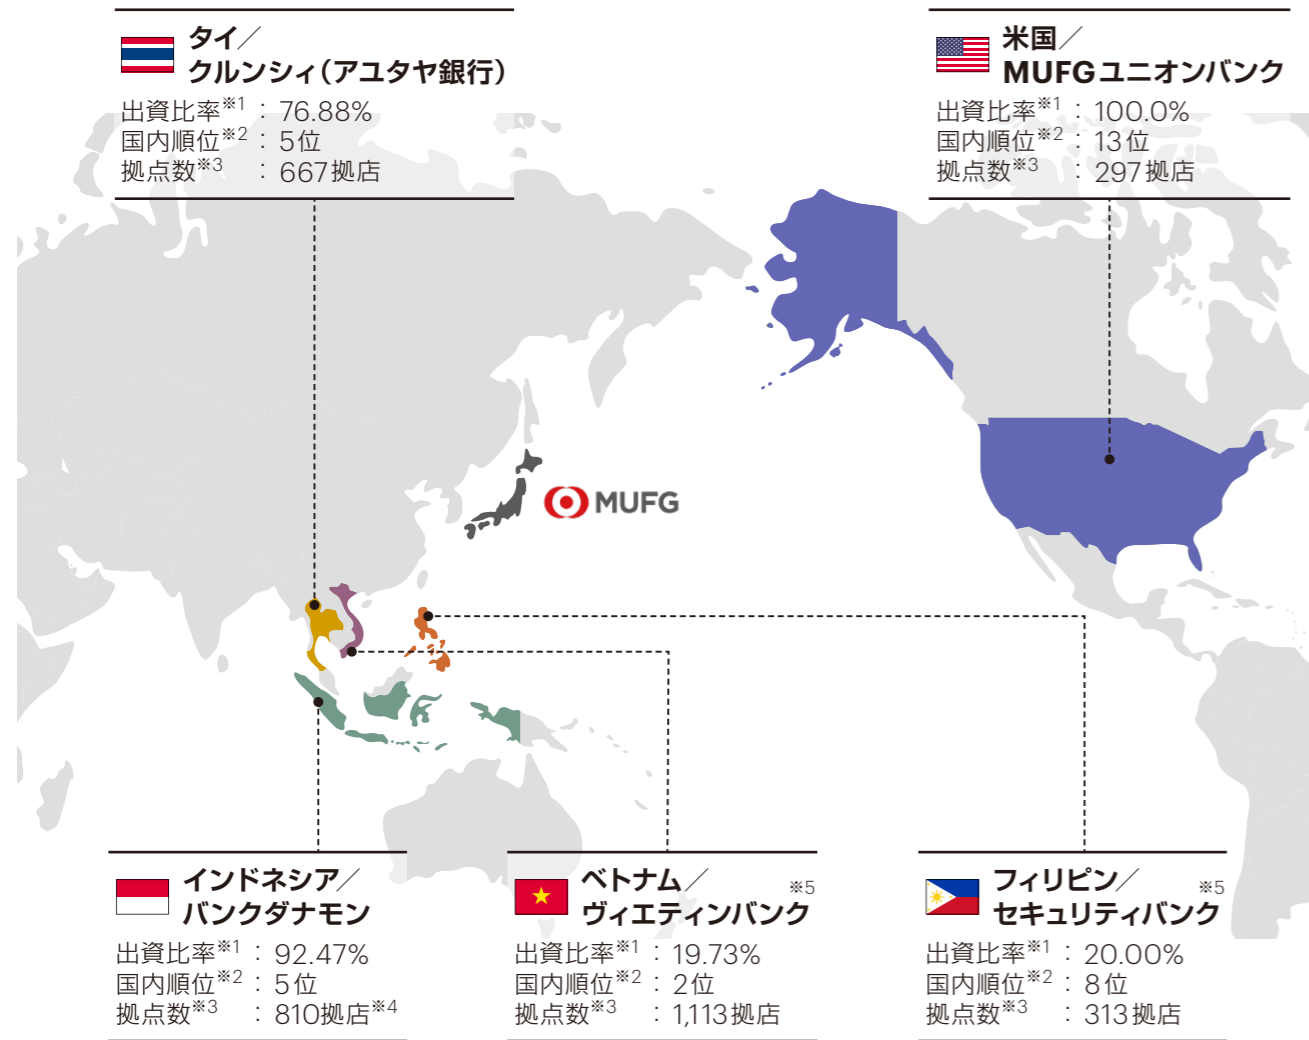 タイ／
クルンシィ（アユタヤ銀行）
出資比率※1 : 76.88%
国内順位※2 : 5位
拠点数※3 : 667拠店
米国／
MUFGユニオンバンク
出資比率※1 : 100.0%
国内順位※2 : 13位
拠点数※3 : 297拠店
MUFG
インドネシア／
バンクダナモン
出資比率※1 : 92.47%
国内順位※2 : 5位
拠点数※3 : 810拠店※4
ベトナム／
ヴィエティンバンク※5
出資比率※1 : 19.73%
国内順位※2 : 2位
拠点数※3 : 1,113拠店
フィリピン／
セキュリティバンク※5
出資比率※1 : 20.00%
国内順位※2 : 8位
拠点数※3 : 313拠店